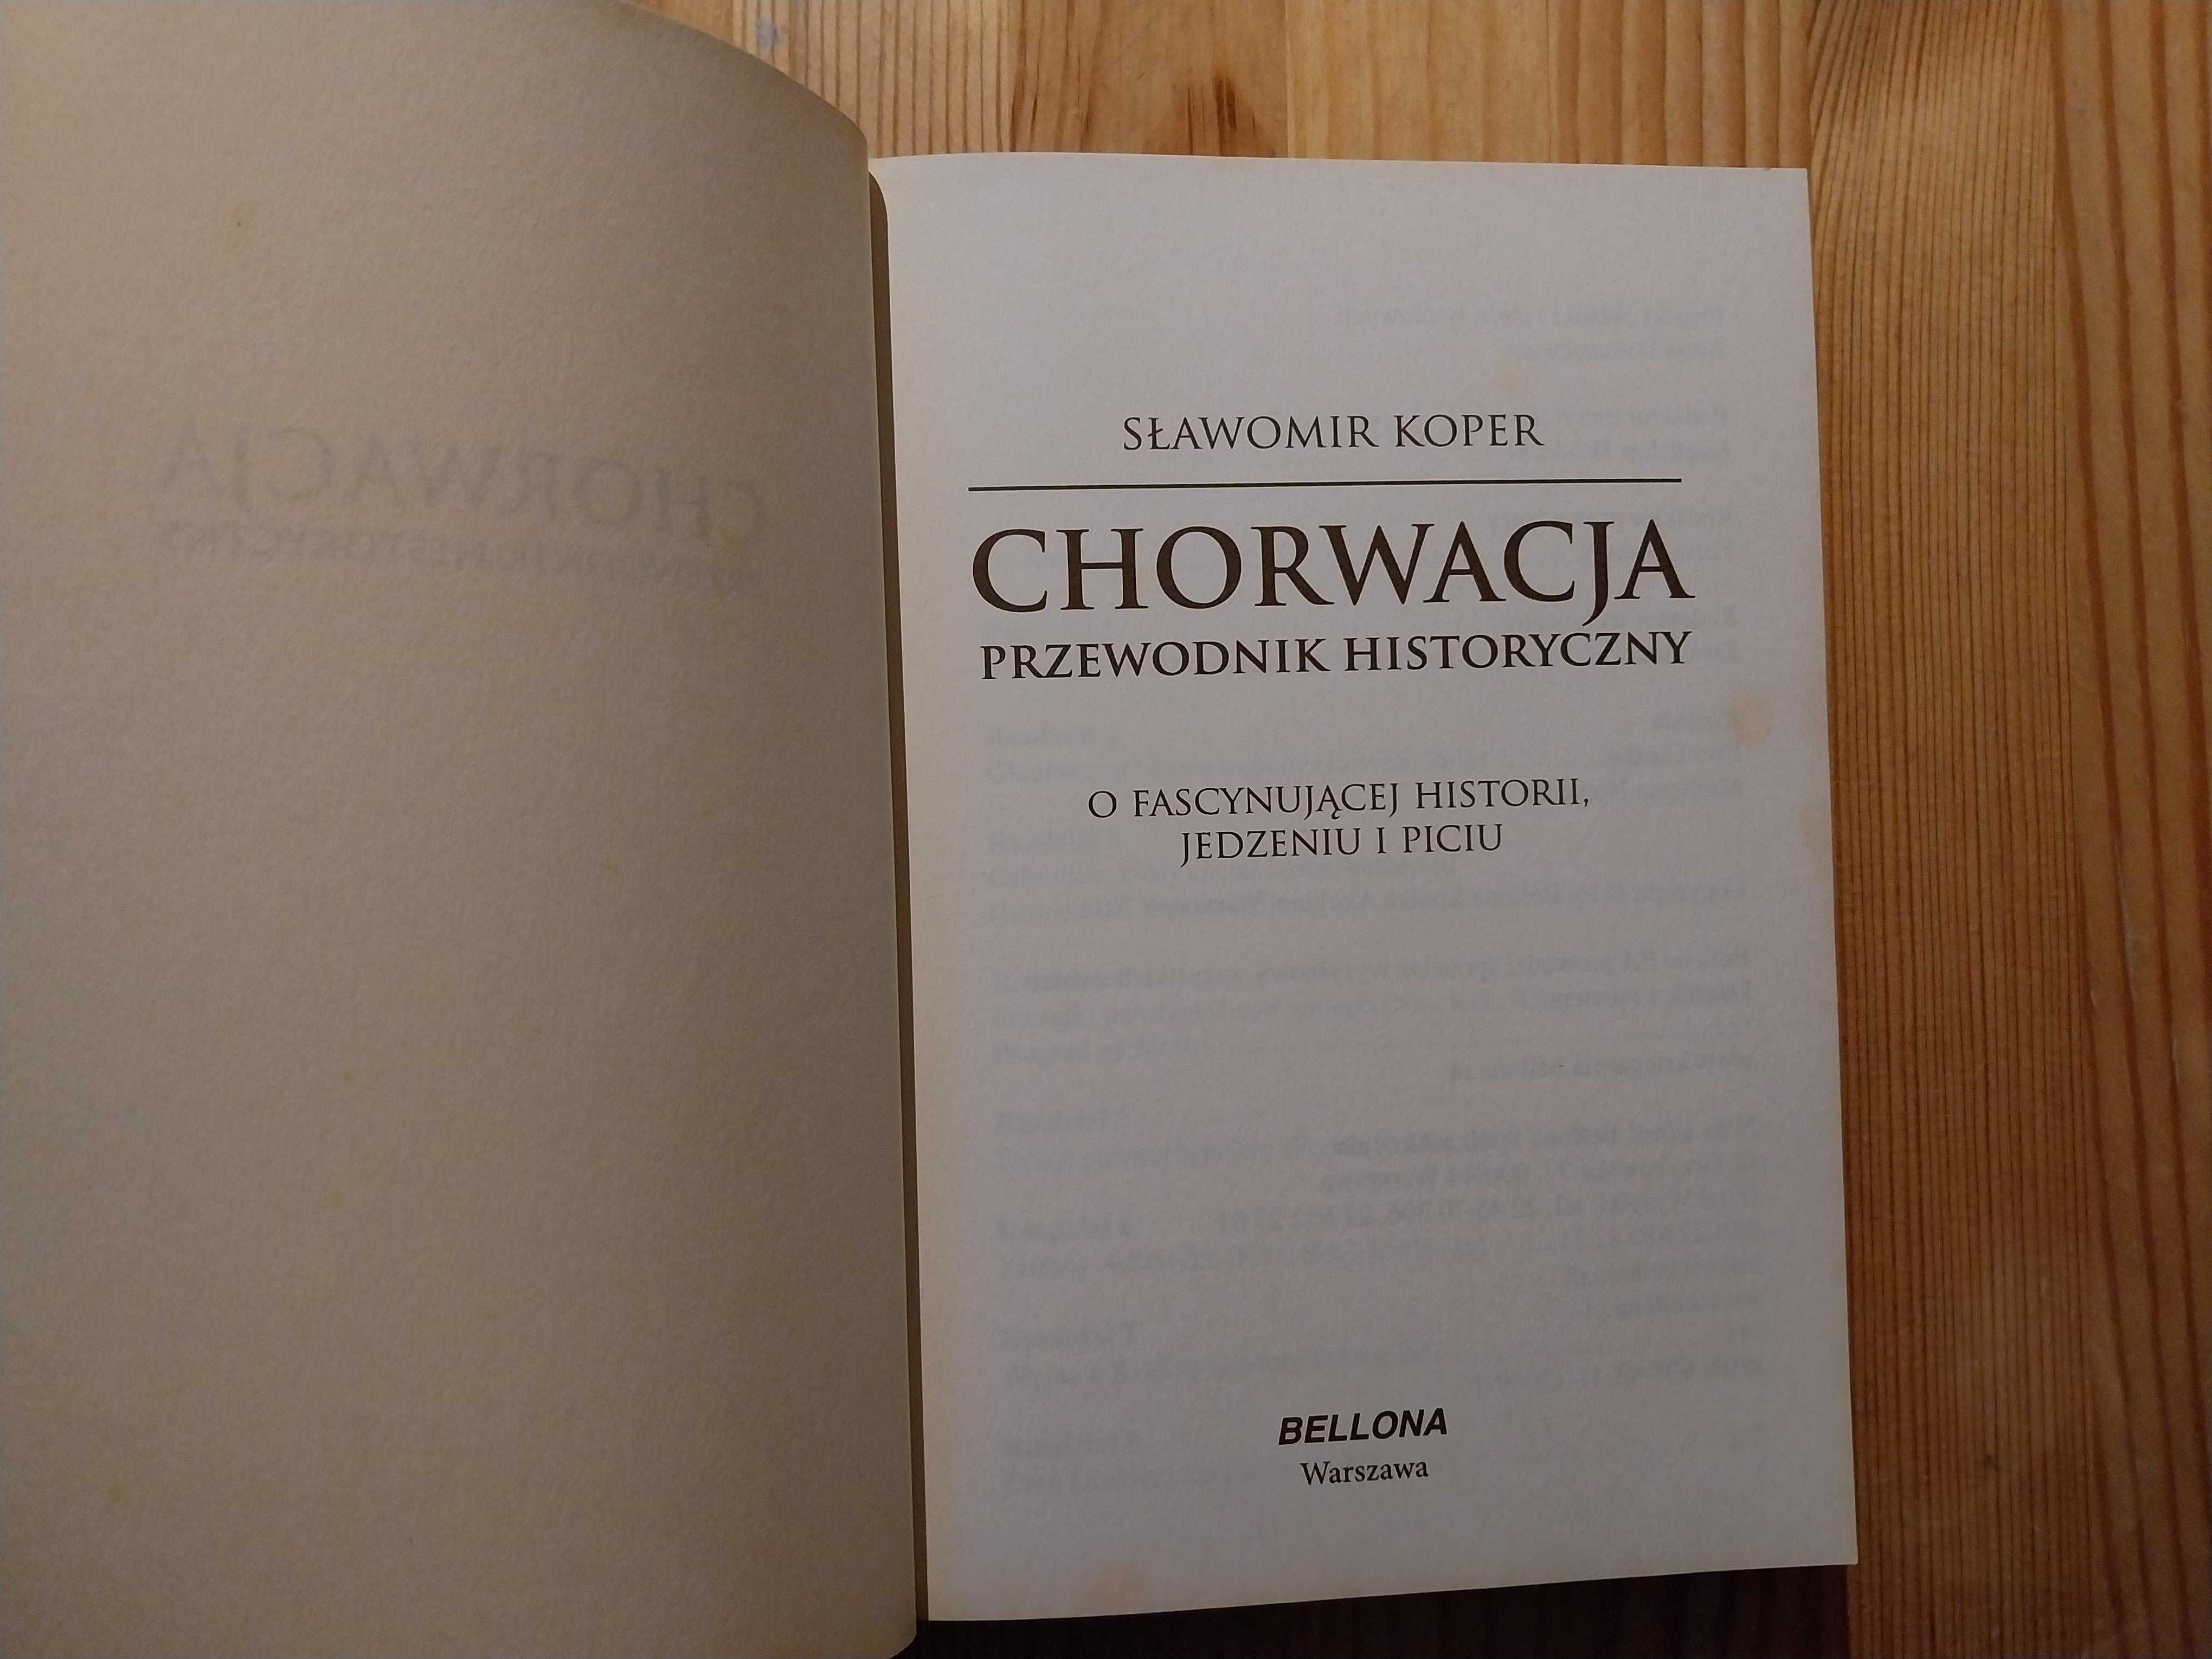 SŁAWOMIR KOPER
CHORWACJA
PRZEWODNIK HISTORYCZNY
O FASCYNUJĄCEJ HISTORII,
JEDZENIU I PICIU
BELLONA
Warszawa